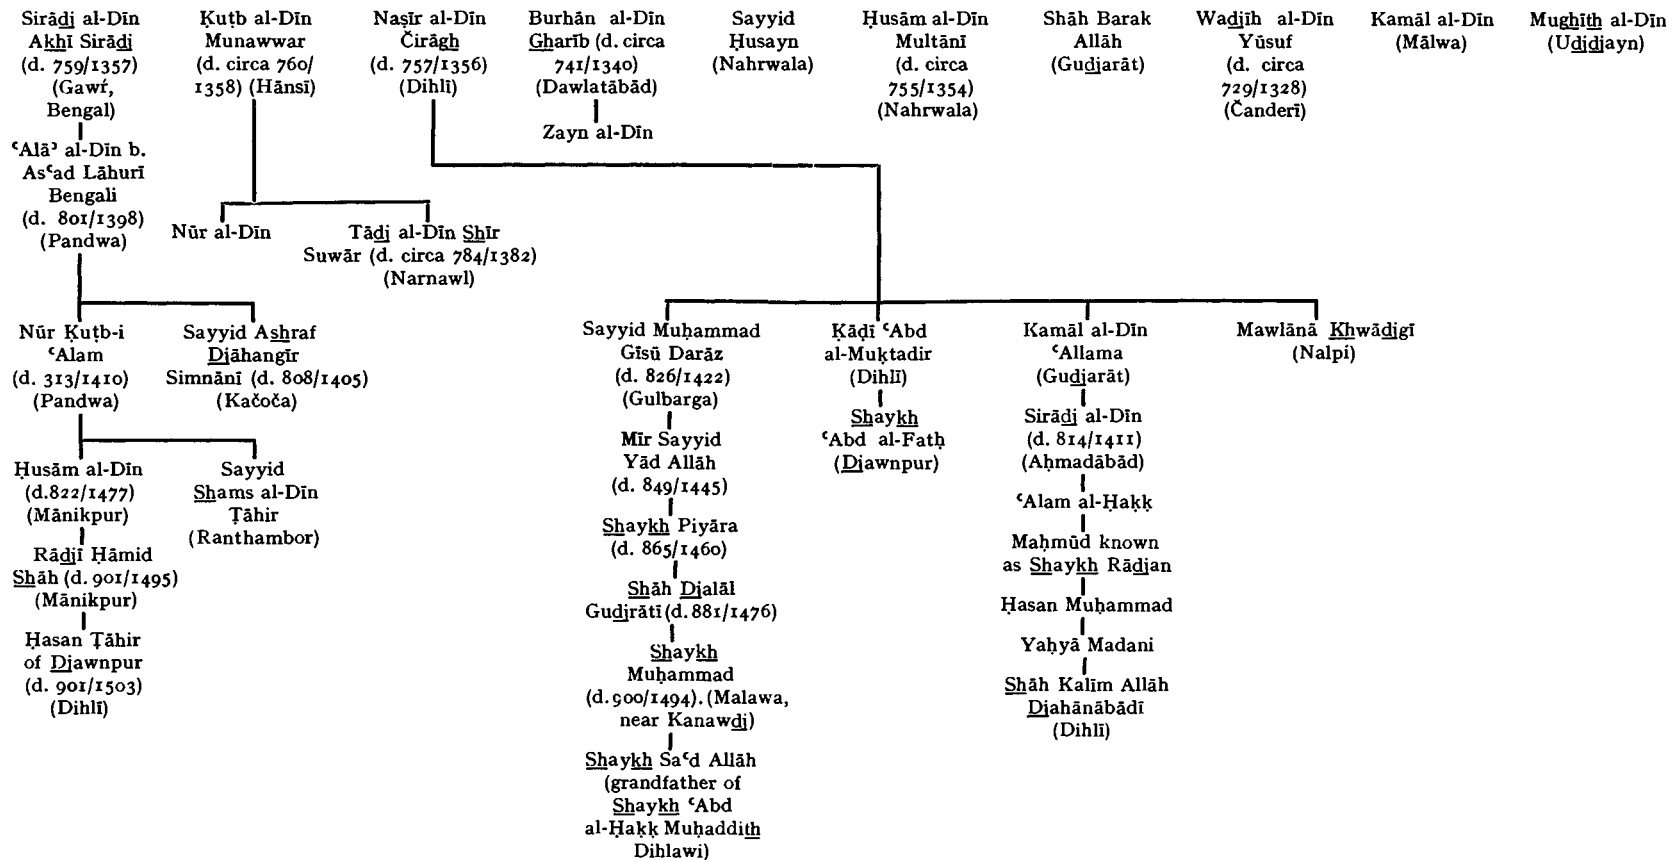 Sirādj al-Dīn
Akhī Sirādj
(d. 759/1357)
(Gawŕ,
Bengal)
Ḳuṭb al-Dīn
Munawwar
(d. circa 760/
1358) (Hānsī)
Naṣīr al-Dīn
Čirāgh
(d. 757/1356)
(Dihlī)
Burhān al-Dīn
Gharīb (d. circa
741/1340)
(Dawlatābād)
Sayyid
Ḥusayn
(Nahrwala)
Ḥusām al-Dīn
Multānī
(d. circa
755/1354)
(Nahrwala)
Shāh Barak
Allāh
(Gudjarāt)
Wadjīh al-Dīn
Yūsuf
(d. circa
729/1328)
(Čanderī)
Kamāl al-Dīn
(Mālwa)
Mughīth al-Dīn
(Udjdjayn)
Zayn al-Dīn
ʿAlāʾ al-Dīn b.
Asʿad Lāhurī
Bengali
(d. 801/1398)
(Pandwa)
Nūr al-Dīn
Tādj al-Dīn Shīr
Suwār (d. circa 784/1382)
(Narnawl)
Nūr Ḳuṭb-i
ʿAlam
(d. 313/1410)
(Pandwa)
Sayyid Ashraf
Djāhangīr
Simnānī (d. 808/1405)
(Kačoča)
Ḥusām al-Dīn
(d.822/1477)
(Mānikpur)
Sayyid
Shams al-Dīn
Ṭāhir
(Ranthambor)
Rādjī Ḥāmid
Shāh (d. 901/1495)
(Mānikpur)
Ḥasan Ṭāhir
of Djawnpur
(d. 901/1503)
(Dihlī)
Sayyid Muḥammad
Gīsū Darāz
(d. 826/1422)
(Gulbarga)
Mīr Sayyid
Yād Allāh
(d. 849/1445)
Shaykh Piyāra
(d. 865/1460)
Shāh Djalāl
Gudjrātī (d. 881/1476)
Shaykh
Muḥammad
(d. 900/1494). (Malawa,
near Kanawdj)
Shaykh Saʿd Allāh
(grandfather of
Shaykh ʿAbd
al-Ḥaḳḳ Muḥaddith
Dihlawi)
Ḳāḍī ʿAbd
al-Muḳtadir
(Dihlī)
Shaykh
ʿAbd al-Fatḥ
(Djawnpur)
Kamāl al-Dīn
ʿAllama
(Gudjarāt)
Sirādj al-Dīn
(d. 814/1411)
(Aḥmadābād)
ʿAlam al-Ḥaḳḳ
Maḥmūd known
as Shaykh Rādjan
Ḥasan Muḥammad
Yaḥyā Madani
Shāh Kalīm Allāh
Djahānābādī
(Dihlī)
Mawlānā Khwādjgī
(Nalpi)